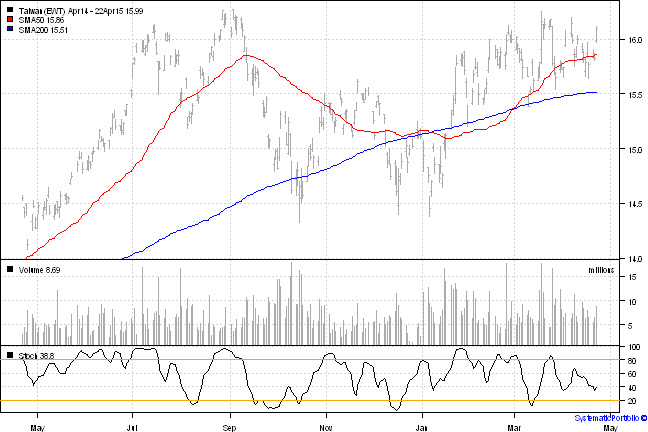 Taiwan (EWT) Apr14 - 22Apr15 15.99
SMA50 15.86
SMA200 15.51
16.0
15.5
15.0
14.5
14.0
Volume 8.69
millions
15
10
5
Stoch 38.8
100
80
60
40
20
May Jul Sep Nov Jan Mar May
SystematicPortfolio ©